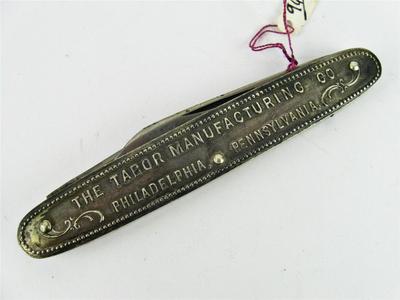 THE TABOR MANUFACTURING CO
PHILADELPHIA, PENNSYLVANIA.